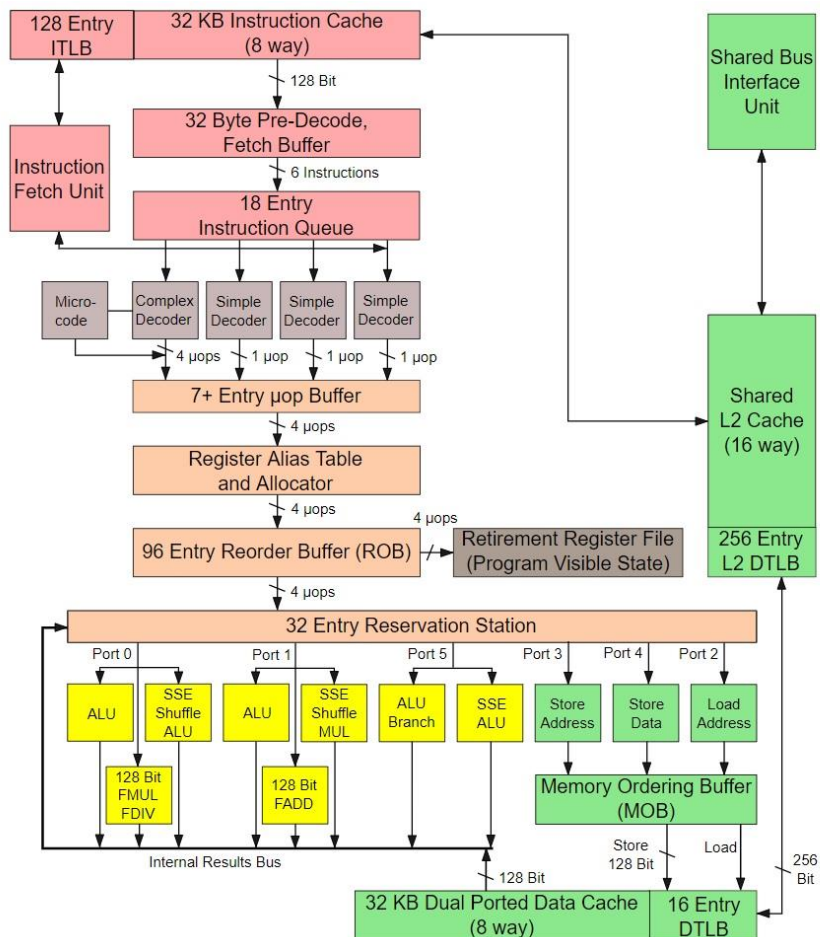 128 Entry
ITLB
32 KB Instruction Cache
(8 way)
128 Bit
32 Byte Pre-Decode,
Fetch Buffer
Instruction
Fetch Unit
6 Instructions
18 Entry
Instruction Queue
Micro-
code
Complex
Decoder
Simple
Decoder
Simple
Decoder
Simple
Decoder
4 µops
1 µop
1 µop
1 µop
7+ Entry µop Buffer
4 µops
Register Alias Table
and Allocator
4 µops
4 µops
96 Entry Reorder Buffer (ROB)
Retirement Register File
(Program Visible State)
4 µops
32 Entry Reservation Station
Port 0
Port 1
Port 5
Port 3
Port 4
Port 2
ALU
SSE
Shuffle
ALU
ALU
SSE
Shuffle
MUL
ALU
Branch
SSE
ALU
Store
Address
Store
Data
Load
Address
128 Bit
FMUL
FDIV
128 Bit
FADD
Memory Ordering Buffer
(MOB)
Internal Results Bus
Store
128 Bit
Load
128 Bit
256
Bit
32 KB Dual Ported Data Cache
(8 way)
16 Entry
DTLB
Shared Bus
Interface
Unit
Shared
L2 Cache
(16 way)
256 Entry
L2 DTLB